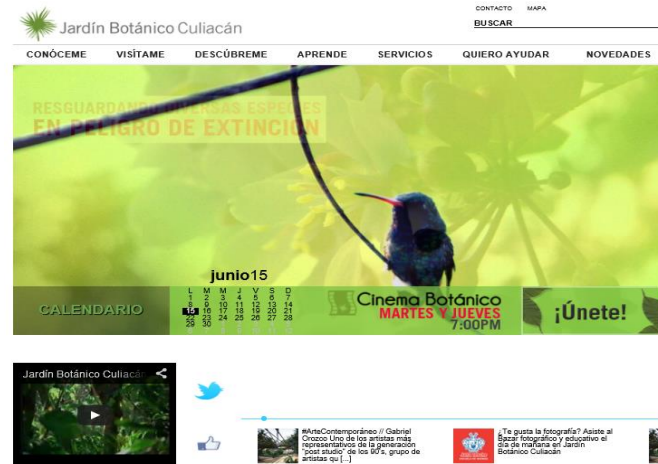 Jardín Botánico Culiacán
CONTACTO MAPA
BUSCAR
CONÓCEME VISÍTAME DESCÚBREME APRENDE SERVICIOS QUIERO AYUDAR NOVEDADES
RESGUARDANDO DIVERSAS ESPECIES
EN PELIGRO DE EXTINCIÓN
junio15
L M M J V S D
1 2 3 4 5 6 7
8 9 10 11 12 13 14
15 16 17 18 19 20 21
22 23 24 25 26 27 28
29 30
CALENDARIO
Cinema Botánico
MARTES Y JUEVES
7:00PM
¡Únete!
Jardín Botánico Culiacán
#ArteContemporáneo // Gabriel
Orozco Uno de los artistas más
representativos de la generación
"post studio" de los 90's, grupo de
artistas qu [...]
¿Te gusta la fotografía? Asiste al
Bazar fotográfico y educativo el
día de mañana en Jardín
Botánico Culiacán